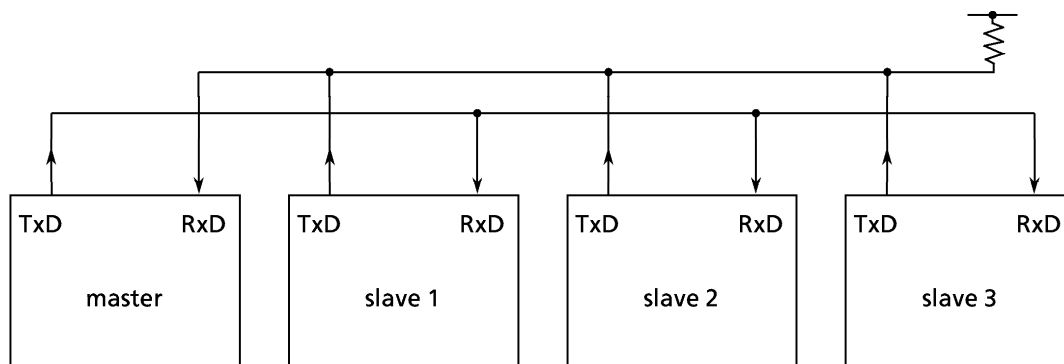 TxD RxD TxD RxD TxD RxD TxD RxD
master slave 1 slave 2 slave 3